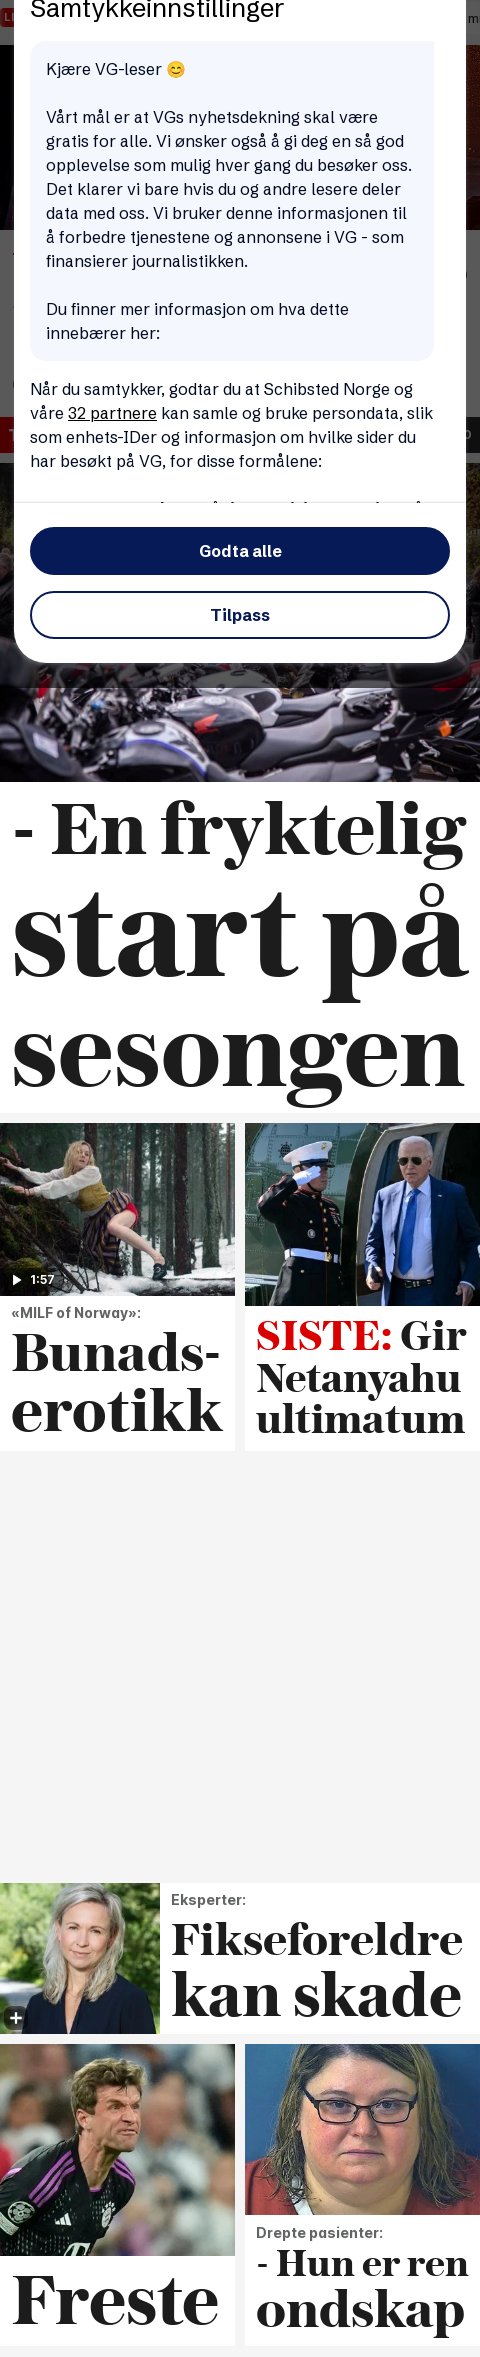 Samtykkeinnstillinger
Kjære VG-leser 😊
Vårt mål er at VGs nyhetsdekning skal være
gratis for alle. Vi ønsker også å gi deg en så god
opplevelse som mulig hver gang du besøker oss.
Det klarer vi bare hvis du og andre lesere deler
data med oss. Vi bruker denne informasjonen til
å forbedre tjenestene og annonsene i VG - som
finansierer journalistikken.
Du finner mer informasjon om hva dette
innebærer her:
Når du samtykker, godtar du at Schibsted Norge og
våre 32 partnere kan samle og bruke persondata, slik
som enhets-IDer og informasjon om hvilke sider du
har besøkt på VG, for disse formålene:
Godta alle
Tilpass
- En fryktelig
start på
sesongen
1:57
«MILF of Norway»:
Bunads-
erotikk
SISTE: Gir
Netanyahu
ultimatum
Eksperter:
Fikseforeldre
kan skade
Freste
Drepte pasienter:
- Hun er ren
ondskap